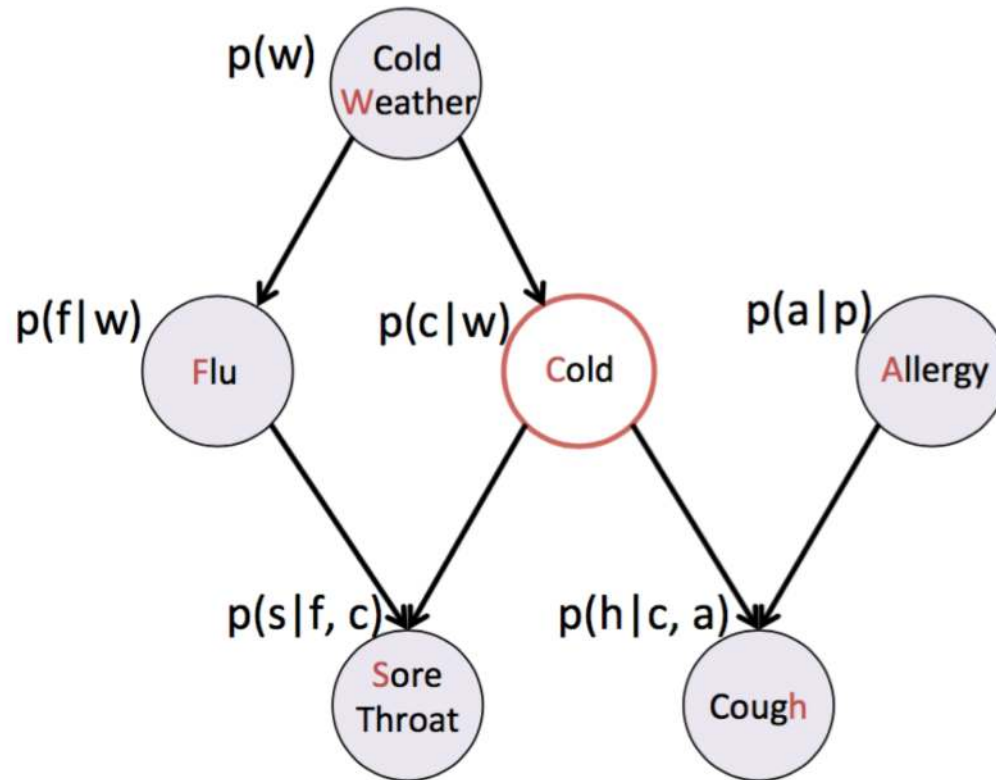 p(w)
Cold
Weather
p(f|w)
p(c|w)
p(a|p)
Flu
Cold
Allergy
p(s|f, c)
p(h|c, a)
Sore
Throat
Cough